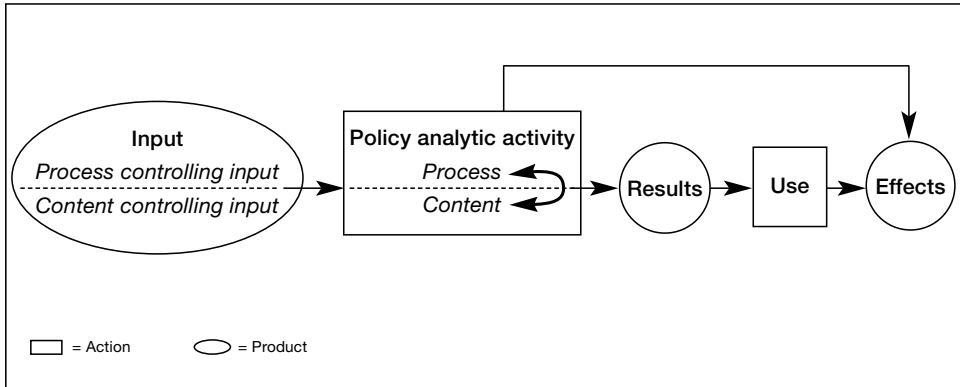 Input
Process controlling input
Content controlling input
Policy analytic activity
Process
Content
Results
Use
Effects
= Action
= Product